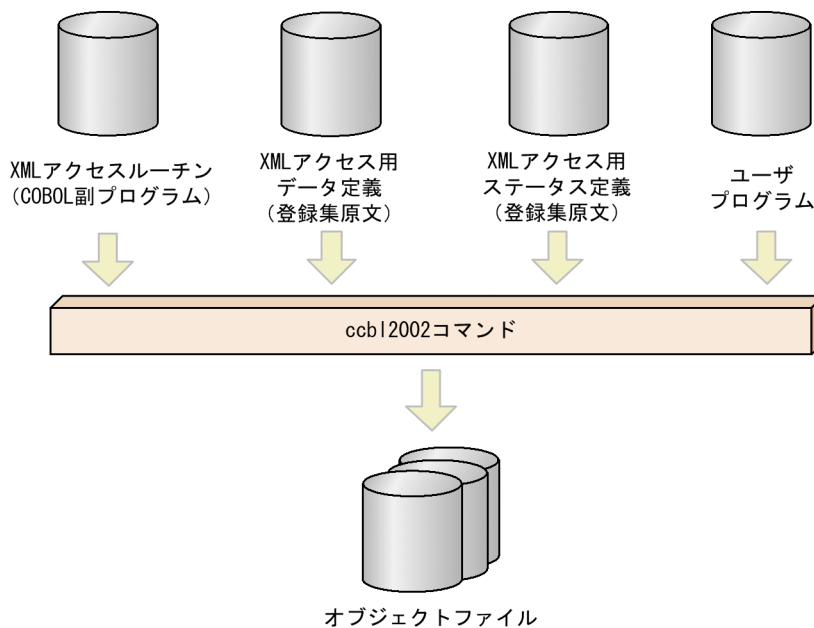 XMLアクセスルーチン
(COBOL副プログラム)
XMLアクセス用
データ定義
(登録集原文)
XMLアクセス用
ステータス定義
(登録集原文)
ユーザ
プログラム
ccbl2002コマンド
オブジェクトファイル